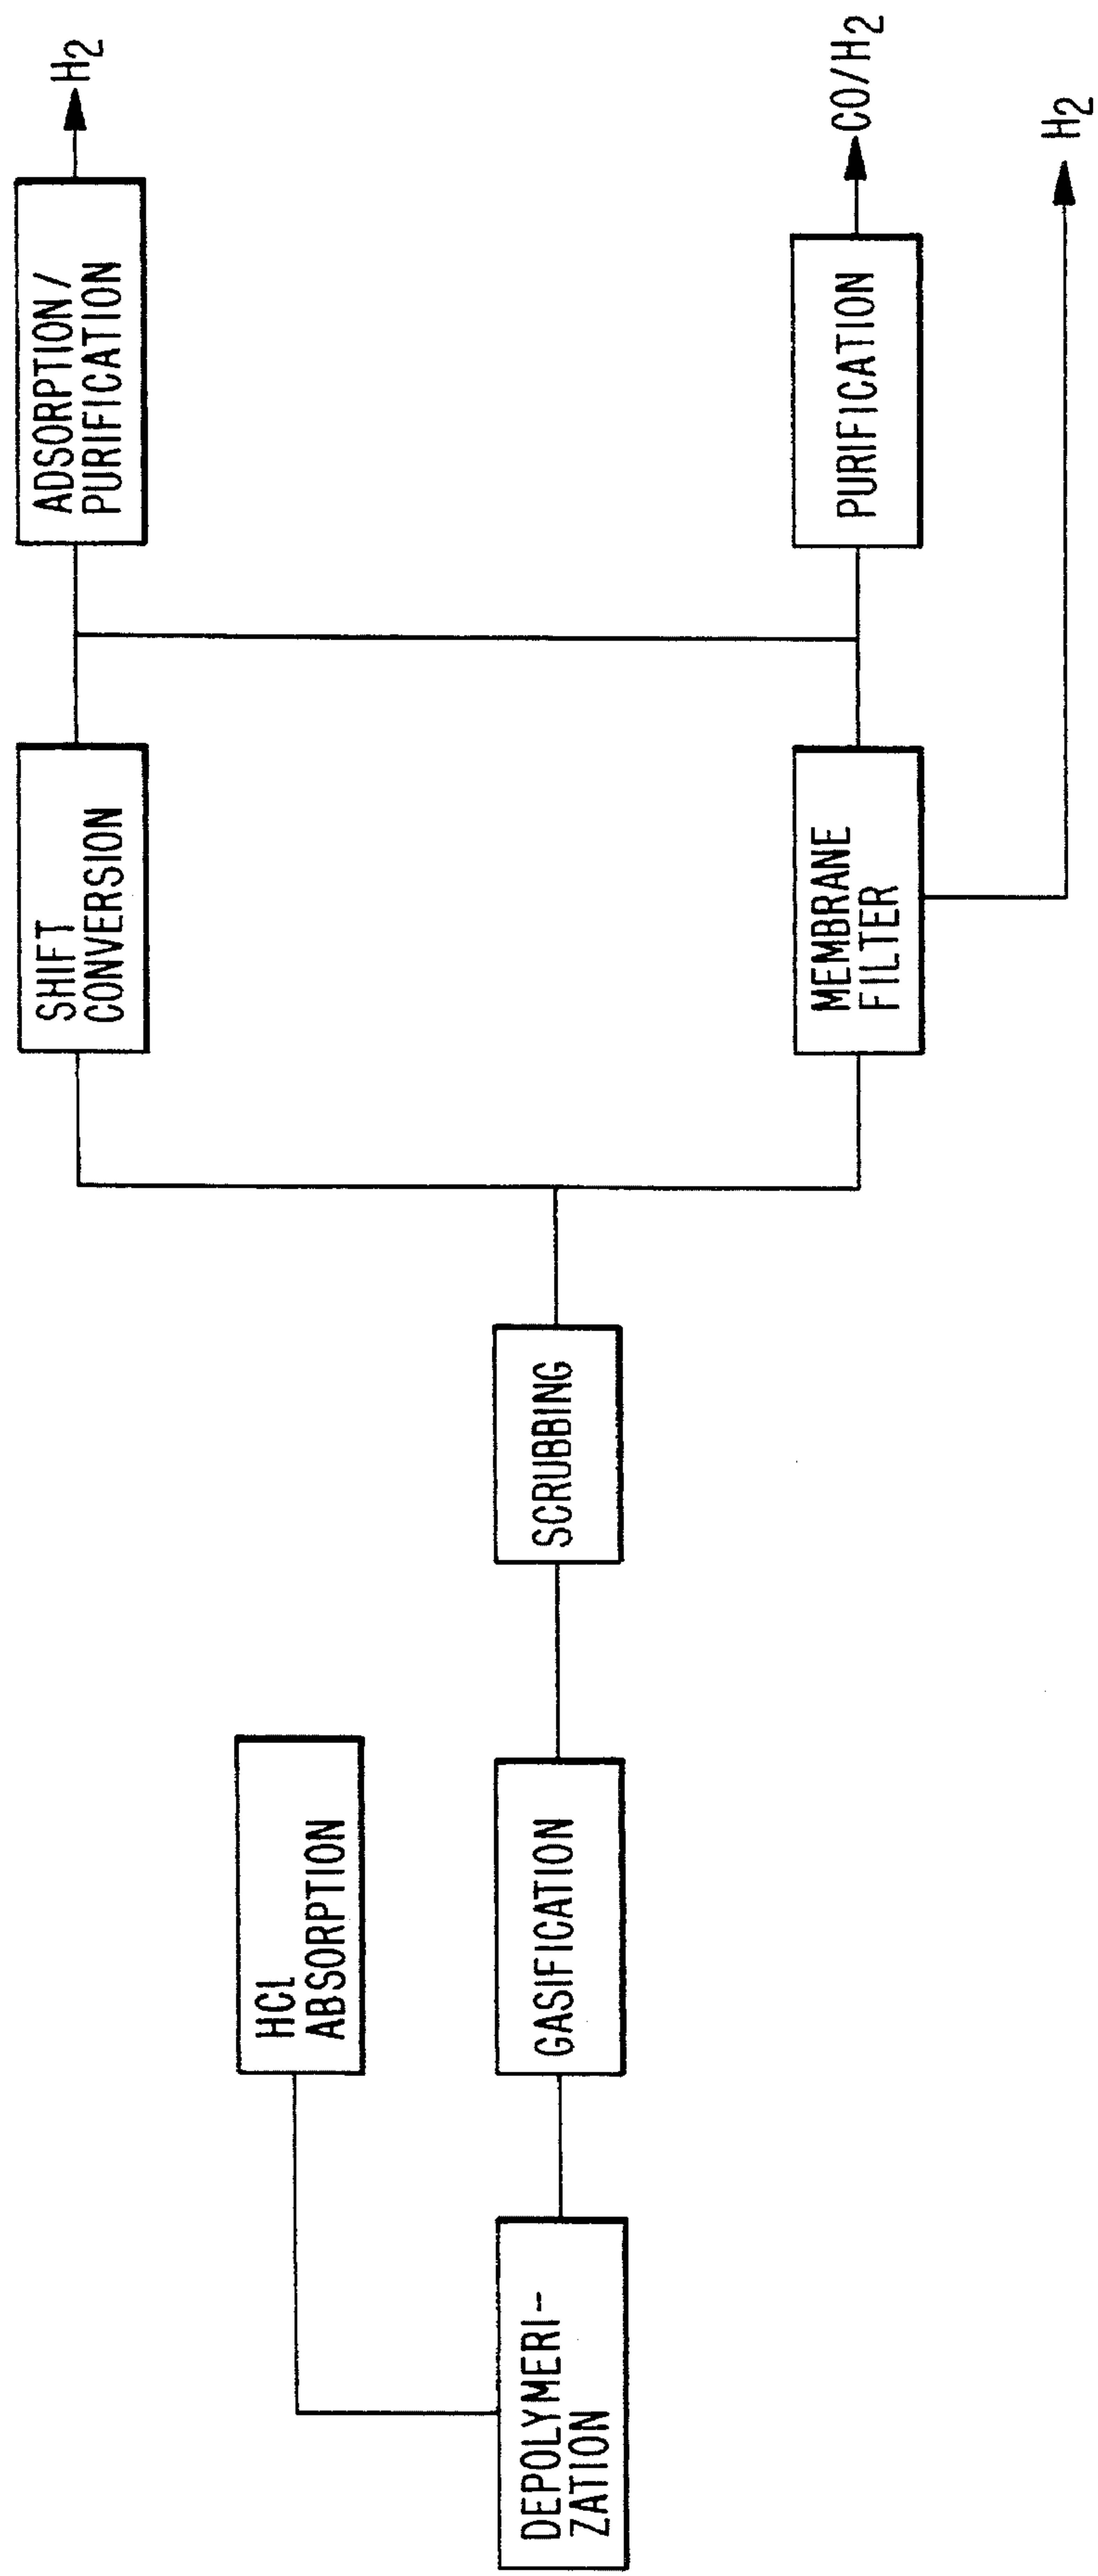 DEPOLYMERI-
ZATION
HCl
ABSORPTION
GASIFICATION
SCRUBBING
SHIFT
CONVERSION
ADSORPTION/
PURIFICATION
H2
MEMBRANE
FILTER
PURIFICATION
CO/H2
H2